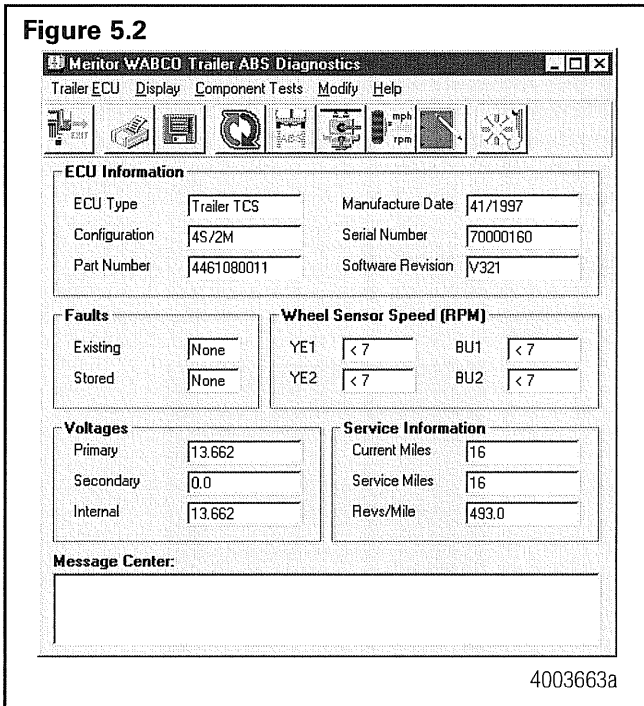 Figure 5.2
Meritor WABCO Trailer ABS Diagnostics
Trailer ECU Display Component Tests Modify Help
EXIT ABS mph rpm
ECU Information
ECU Type Trailer TCS Manufacture Date 41/1997
Configuration 4S/2M Serial Number 70000160
Part Number 4461080011 Software Revision V321
Faults Wheel Sensor Speed (RPM)
Existing None YE1 < 7 BU1 < 7
Stored None YE2 < 7 BU2 < 7
Voltages Service Information
Primary 13.662 Current Miles 16
Secondary 0.0 Service Miles 16
Internal 13.662 Revs/Mile 493.0
Message Center:
4003663a